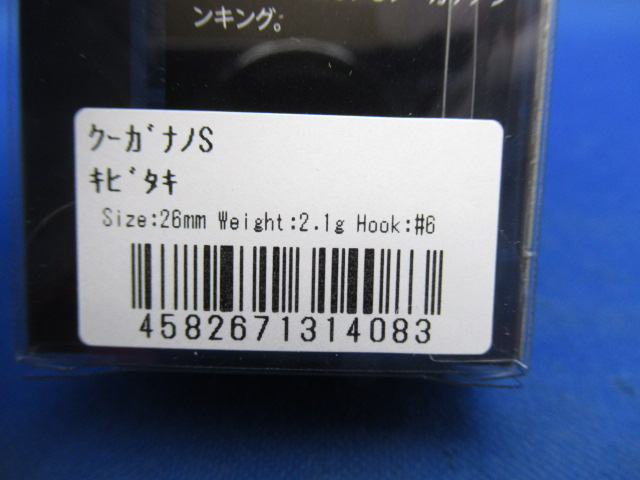 ンキング。
ｸｰｶﾞﾅﾉS
ｷﾋﾞﾀｷ
Size:26mm Weight:2.1g Hook:#6
4582671314083